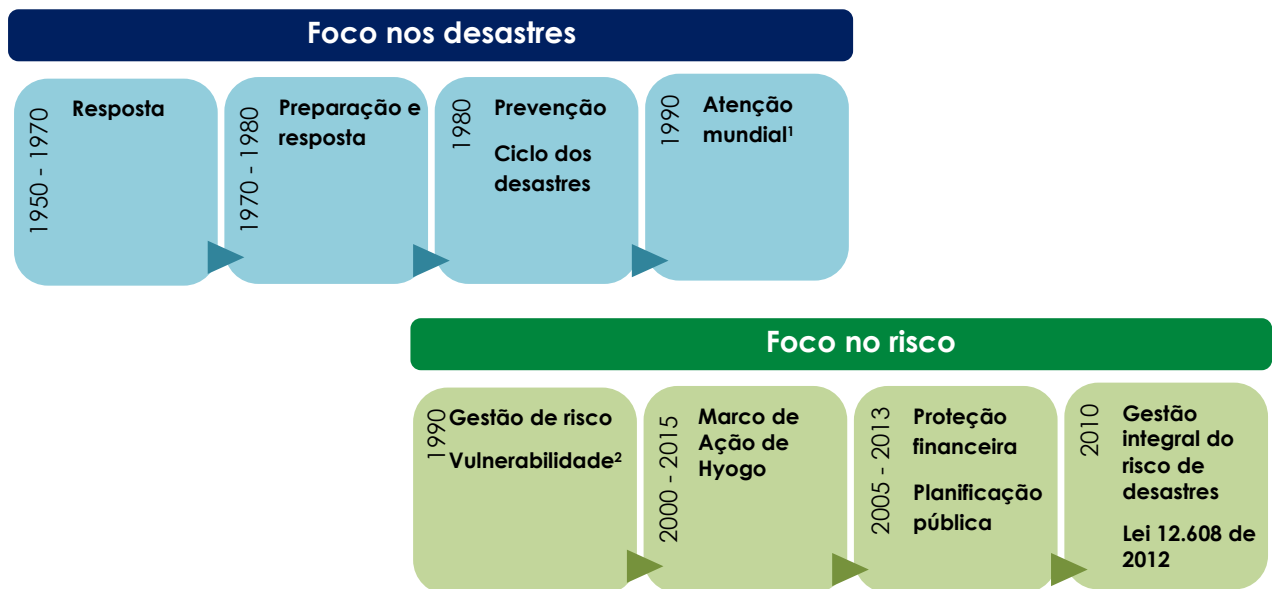 Foco nos desastres
1950 - 1970
Resposta
1970 - 1980
Preparação e
resposta
1980
Prevenção
Ciclo dos
desastres
1990
Atenção
mundial¹
Foco no risco
1990
Gestão de risco
Vulnerabilidade²
2000 - 2015
Marco de
Ação de
Hyogo
2005 - 2013
Proteção
financeira
Planificação
pública
2010
Gestão
integral do
risco de
desastres
Lei 12.608 de
2012